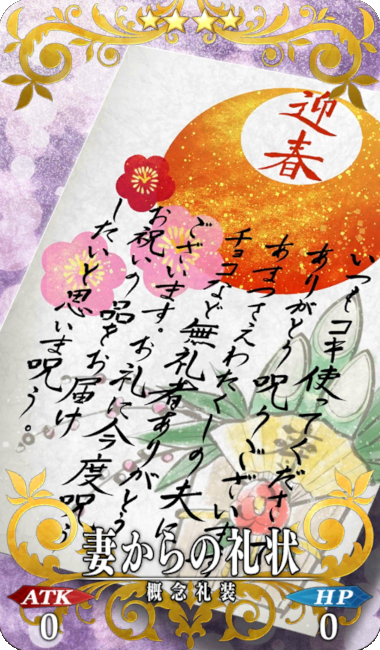 迎春
いつもコキ使ってくださって
ありがとう呪うございます
あまつさえわたくしの夫に
チョコなど無礼者ありがとう
ございます。お礼に今度呪う
お祝いの品をお届け
したいと思いま呪う。
妻からの礼状
概念礼装
ATK
0
HP
0